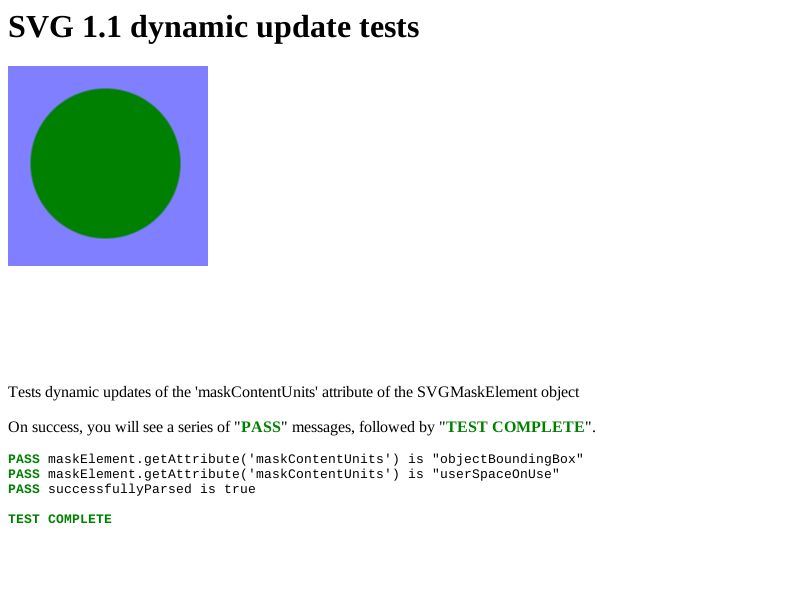 SVG 1.1 dynamic update tests
Tests dynamic updates of the 'maskContentUnits' attribute of the SVGMaskElement object
On success, you will see a series of "PASS" messages, followed by "TEST COMPLETE".
PASS maskElement.getAttribute('maskContentUnits') is "objectBoundingBox"
PASS maskElement.getAttribute('maskContentUnits') is "userSpaceOnUse"
PASS successfullyParsed is true
TEST COMPLETE